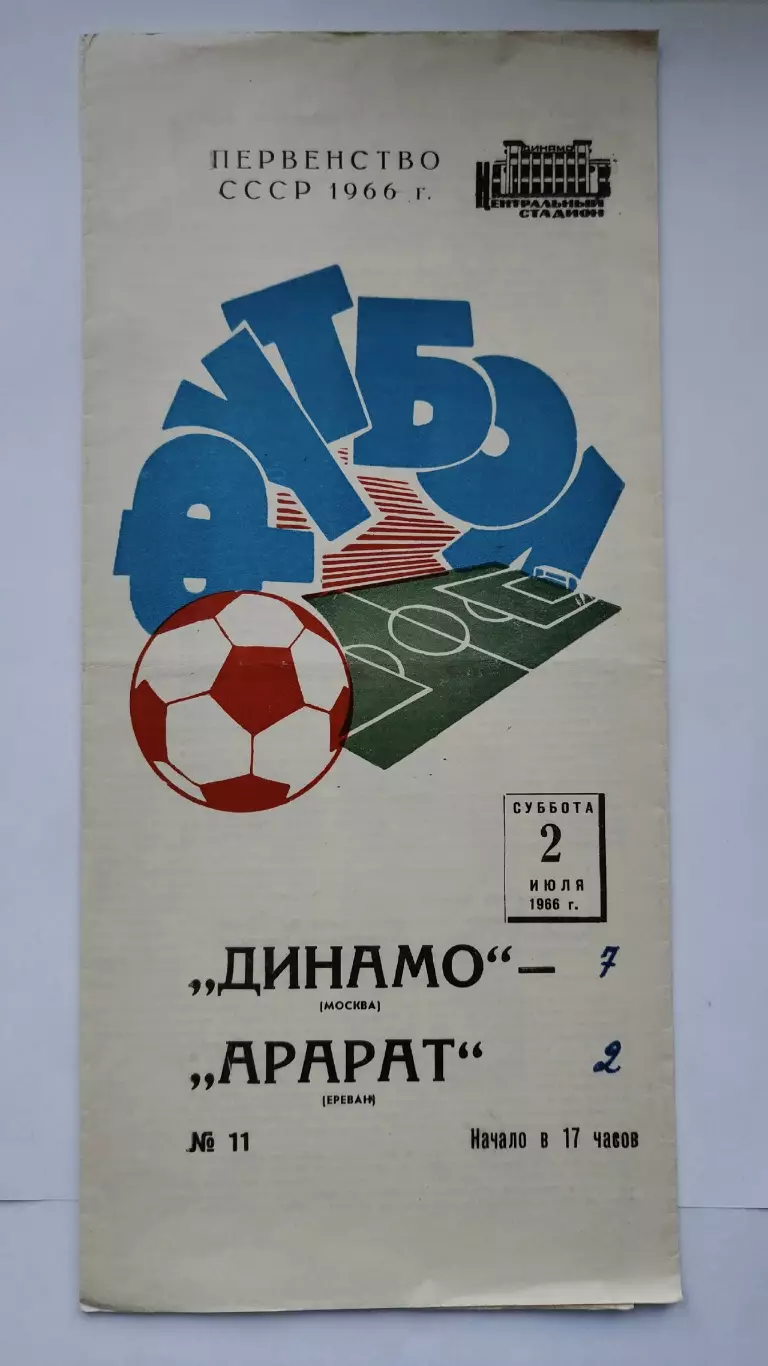 ПЕРВЕНСТВО
СССР 1966 г.
ДИНАМО
ЦЕНТРАЛЬНЫЙ
СТАДИОН
ФУТБОЛ
СУББОТА
2
ИЮЛЯ
1966 г.
„ДИНАМО“ — 7
(МОСКВА)
„АРАРАТ“ 2
(ЕРЕВАН)
№ 11 Начало в 17 часов